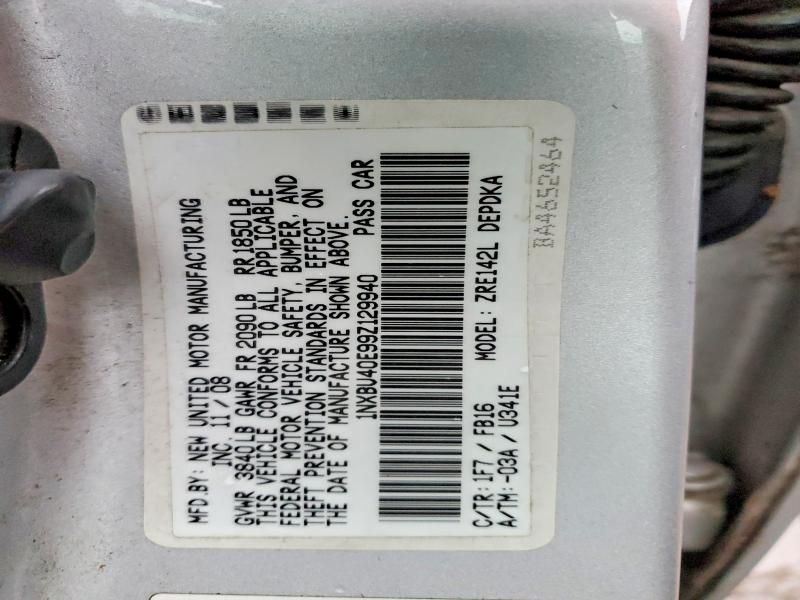 MFD.BY: NEW UNITED MOTOR MANUFACTURING
INC. 11/08
GVWR 3840LB GAWR FR 2090LB RR 1850LB
THIS VEHICLE CONFORMS TO ALL APPLICABLE
FEDERAL MOTOR VEHICLE SAFETY, BUMPER, AND
THEFT PREVENTION STANDARDS IN EFFECT ON
THE DATE OF MANUFACTURE SHOWN ABOVE.
1NXBU40E99Z129940 PASS CAR
C/TR:1F7/FB16 MODEL: ZRE142L DEPDKA
A/TM:-03A/U341E
BA4652464